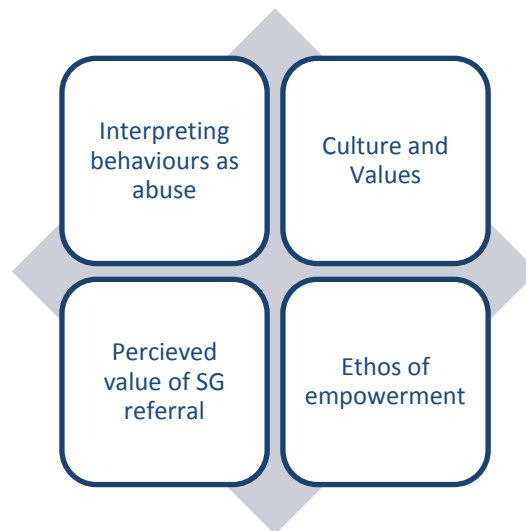 Interpreting
behaviours as
abuse
Culture and
Values
Percieved
value of SG
referral
Ethos of
empowerment